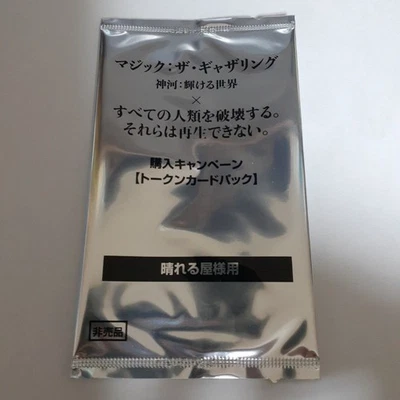 マジック:ザ・ギャザリング
神河:輝ける世界
×
すべての人類を破壊する。
それらは再生できない。
購入キャンペーン
【トークンカードパック】
晴れる屋様用
非売品